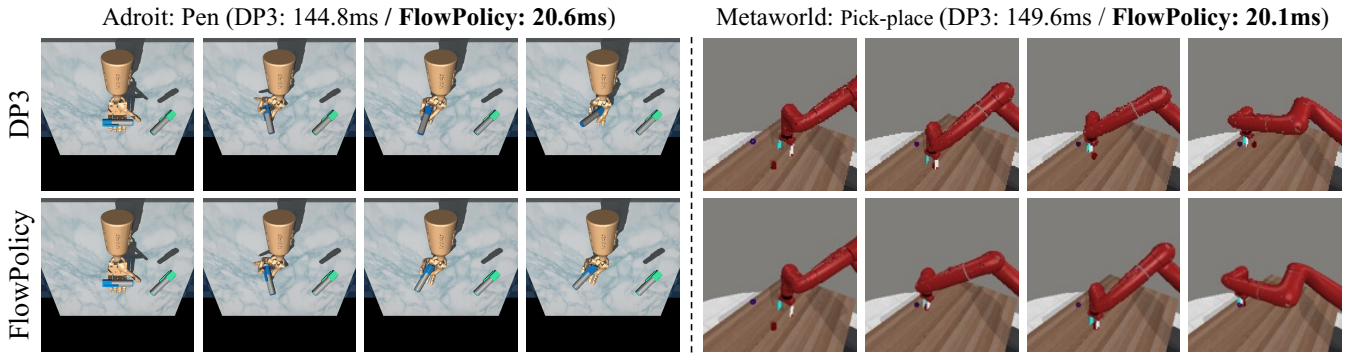 Adroit: Pen (DP3: 144.8ms / FlowPolicy: 20.6ms)
Metaworld: Pick-place (DP3: 149.6ms / FlowPolicy: 20.1ms)
DP3
FlowPolicy